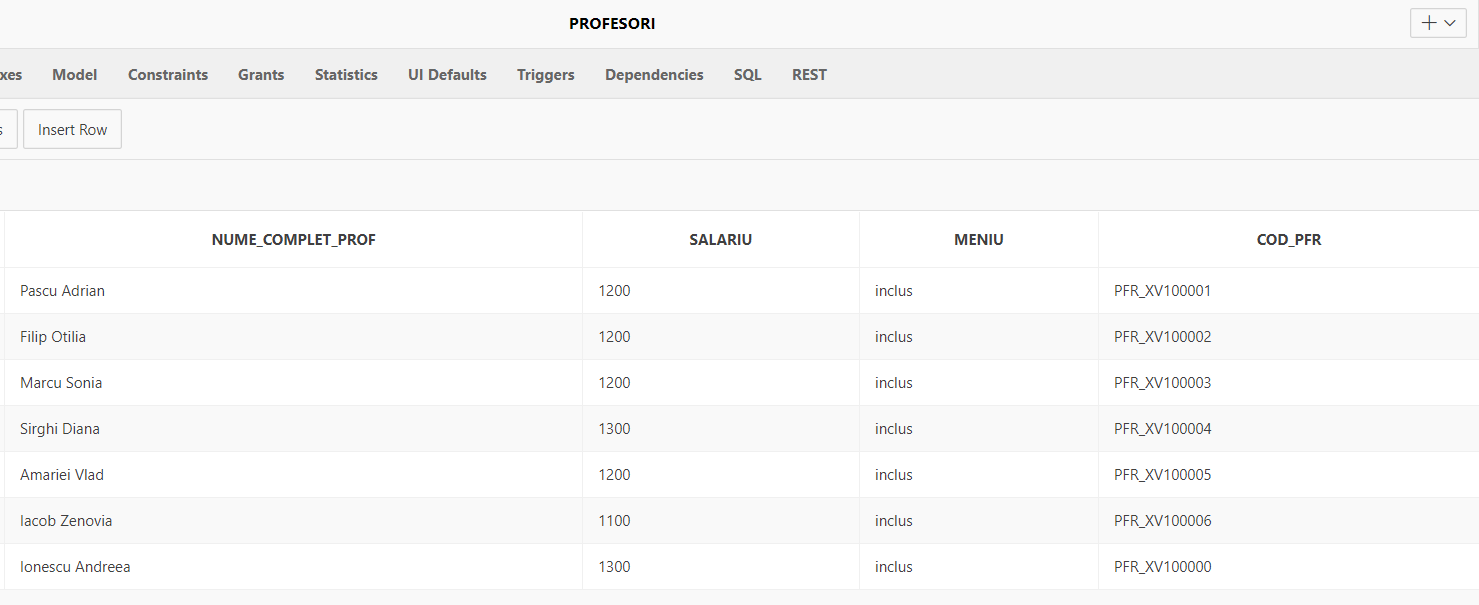 PROFESORI
xes Model Constraints Grants Statistics UI Defaults Triggers Dependencies SQL REST
s Insert Row
NUME_COMPLET_PROF SALARIU MENIU COD_PFR
Pascu Adrian 1200 inclus PFR_XV100001
Filip Otilia 1200 inclus PFR_XV100002
Marcu Sonia 1200 inclus PFR_XV100003
Sirghi Diana 1300 inclus PFR_XV100004
Amariei Vlad 1200 inclus PFR_XV100005
Iacob Zenovia 1100 inclus PFR_XV100006
Ionescu Andreea 1300 inclus PFR_XV100000